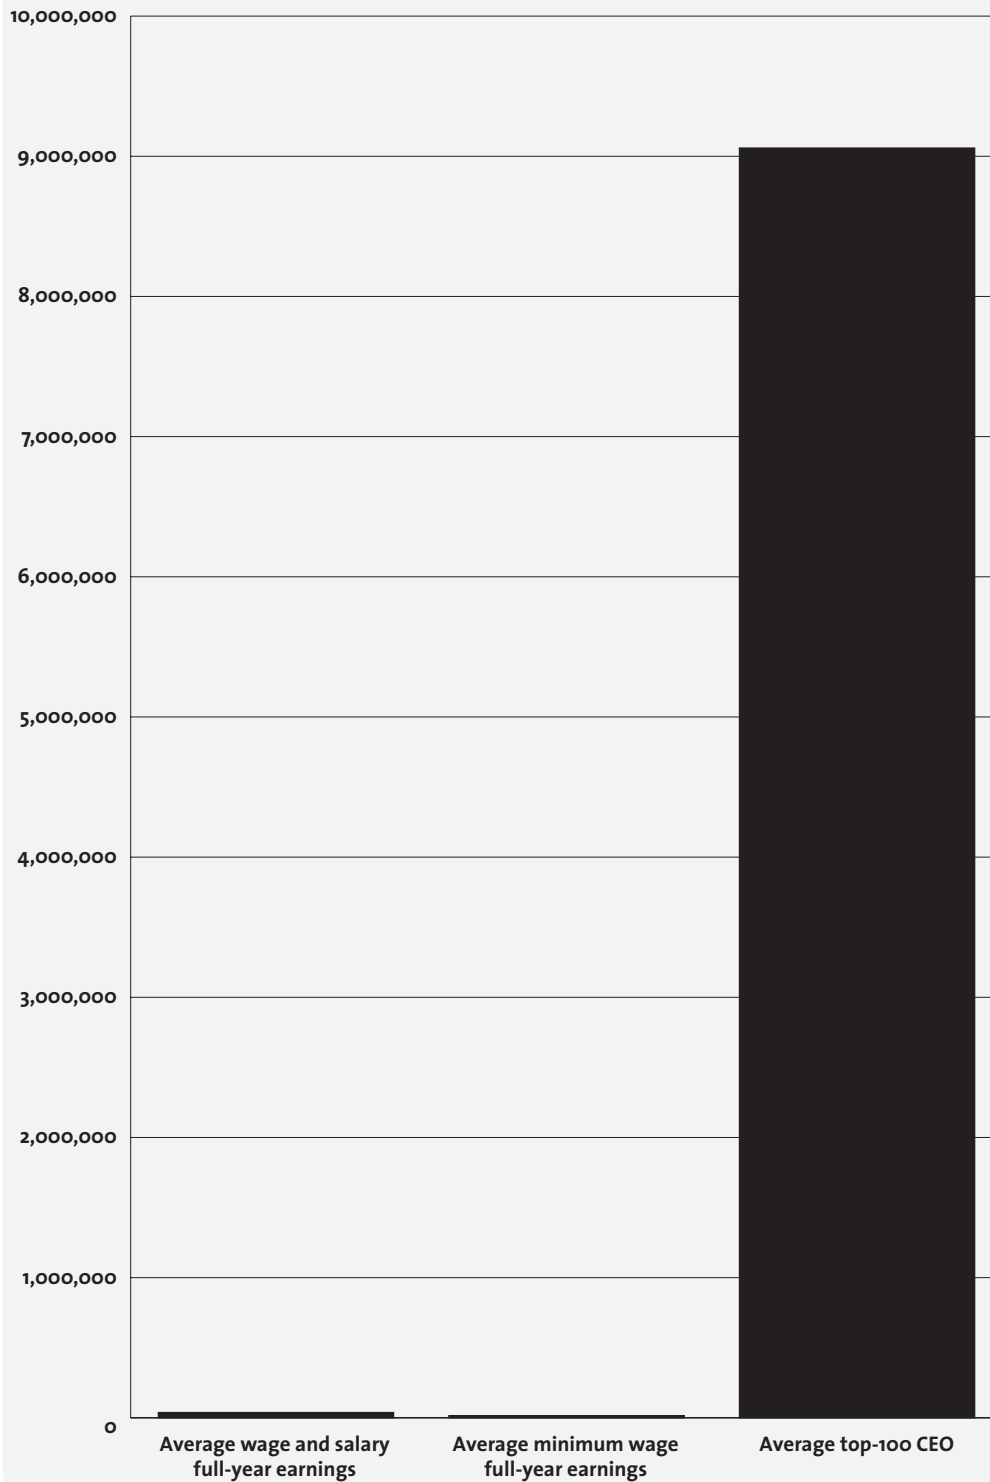 10,000,000
9,000,000
8,000,000
7,000,000
6,000,000
5,000,000
4,000,000
3,000,000
2,000,000
1,000,000
0
Average wage and salary
full-year earnings
Average minimum wage
full-year earnings
Average top-100 CEO